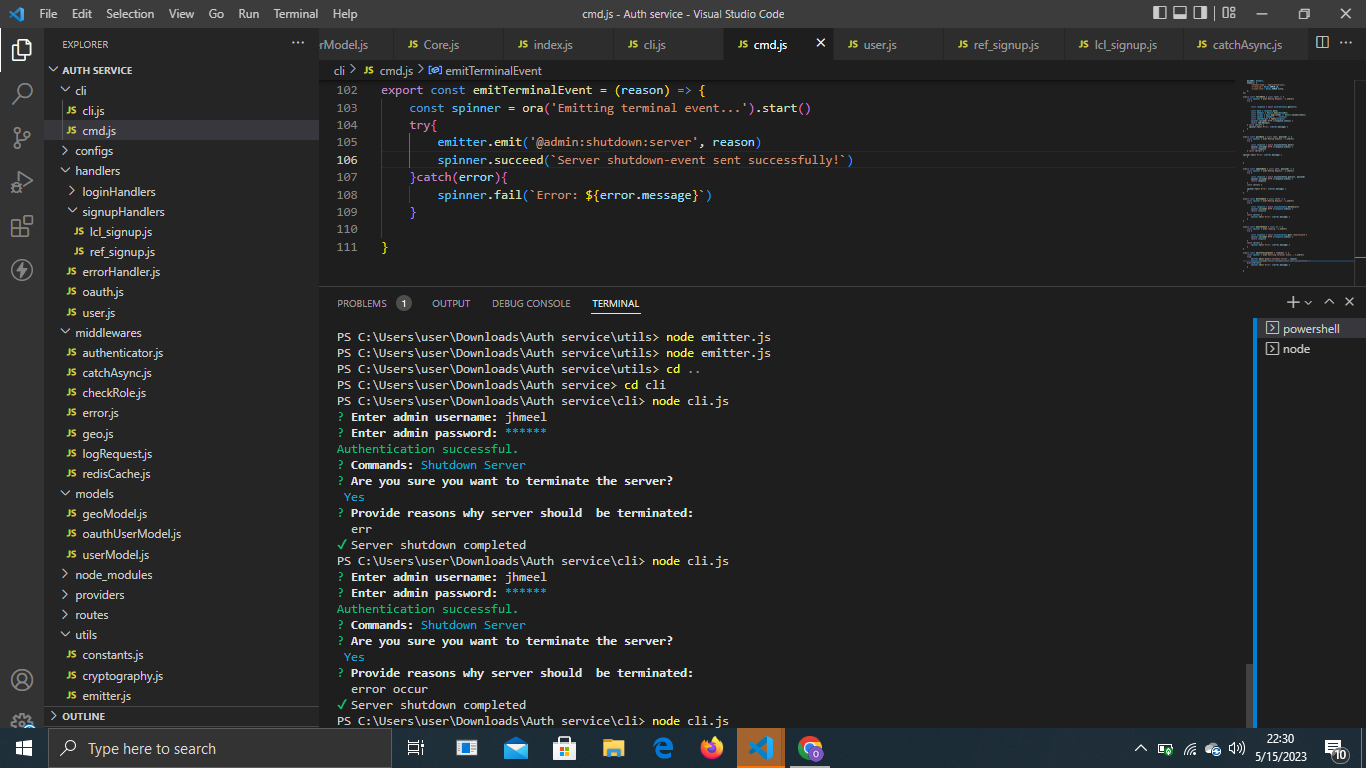 File Edit Selection View Go Run Terminal Help cmd.js - Auth service - Visual Studio Code
EXPLORER
AUTH SERVICE
cli
JS cli.js
JS cmd.js
configs
handlers
loginHandlers
signupHandlers
JS lcl_signup.js
JS ref_signup.js
JS errorHandler.js
JS oauth.js
JS user.js
middlewares
JS authenticator.js
JS catchAsync.js
JS checkRole.js
JS error.js
JS geo.js
JS logRequest.js
JS redisCache.js
models
JS geoModel.js
JS oauthUserModel.js
JS userModel.js
node_modules
providers
routes
utils
JS constants.js
JS cryptography.js
JS emitter.js
OUTLINE
rModel.js JS Core.js JS index.js JS cli.js JS cmd.js JS user.js JS ref_signup.js JS lcl_signup.js JS catchAsync.js
cli > JS cmd.js > emitTerminalEvent
102 export const emitTerminalEvent = (reason) => {
103 const spinner = ora('Emitting terminal event...').start()
104 try{
105 emitter.emit('@admin:shutdown:server', reason)
106 spinner.succeed(`Server shutdown-event sent successfully!`)
107 }catch(error){
108 spinner.fail(`Error: ${error.message}`)
109 }
110
111 }
PROBLEMS 1 OUTPUT DEBUG CONSOLE TERMINAL
PS C:\Users\user\Downloads\Auth service\utils> node emitter.js
PS C:\Users\user\Downloads\Auth service\utils> node emitter.js
PS C:\Users\user\Downloads\Auth service\utils> cd ..
PS C:\Users\user\Downloads\Auth service> cd cli
PS C:\Users\user\Downloads\Auth service\cli> node cli.js
? Enter admin username: jhmeel
? Enter admin password: ******
Authentication successful.
? Commands: Shutdown Server
? Are you sure you want to terminate the server?
Yes
? Provide reasons why server should  be terminated:
err
✓ Server shutdown completed
PS C:\Users\user\Downloads\Auth service\cli> node cli.js
? Enter admin username: jhmeel
? Enter admin password: ******
Authentication successful.
? Commands: Shutdown Server
? Are you sure you want to terminate the server?
Yes
? Provide reasons why server should  be terminated:
error occur
✓ Server shutdown completed
PS C:\Users\user\Downloads\Auth service\cli> node cli.js
powershell
node
Type here to search
22:30
5/15/2023
10